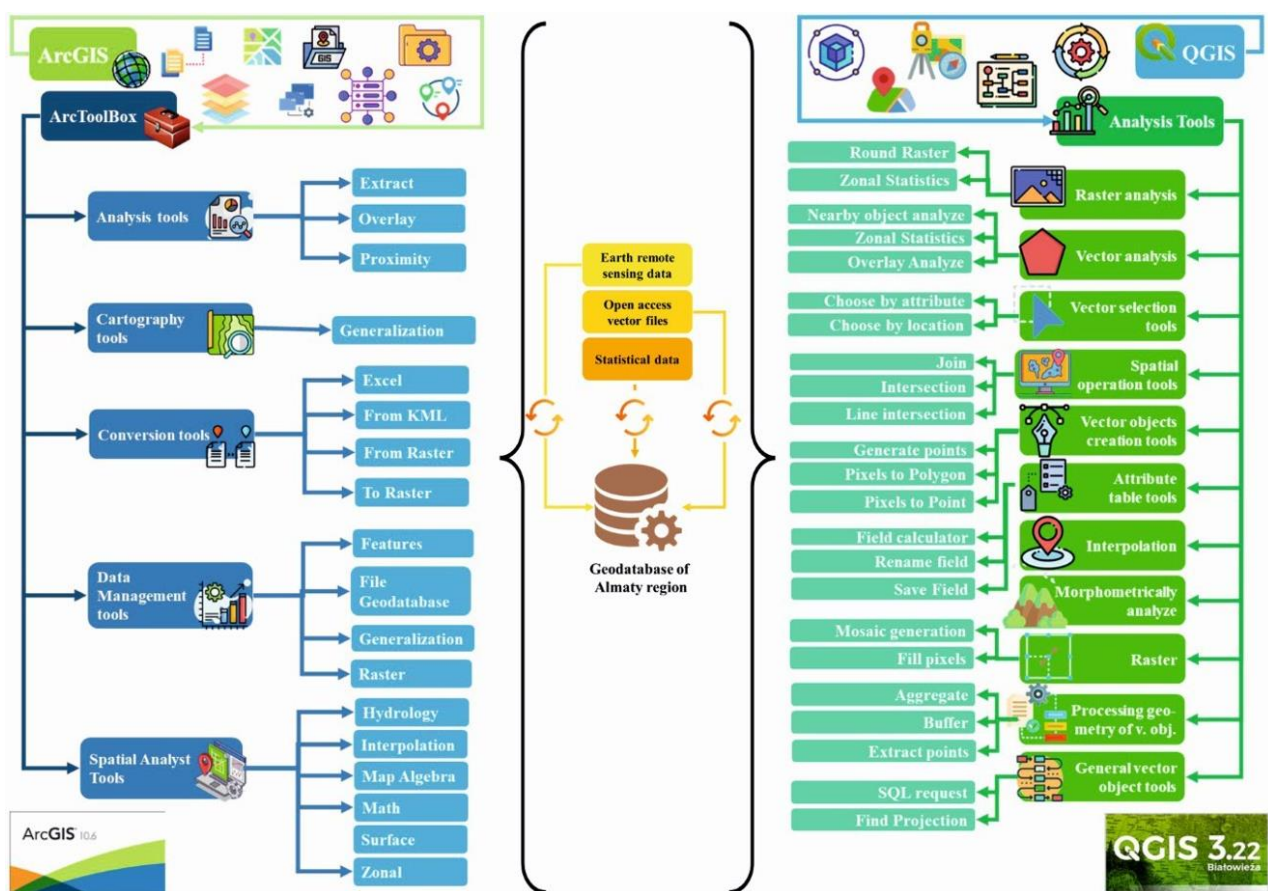 ArcGIS
GIS
ArcToolBox
Analysis tools
Extract
Overlay
Proximity
Cartography
tools
Generalization
Conversion tools
Excel
From KML
From Raster
To Raster
Data
Management
tools
Features
File
Geodatabase
Generalization
Raster
Spatial Analyst
Tools
Hydrology
Interpolation
Map Algebra
Math
Surface
Zonal
ArcGIS 10.6
Earth remote
sensing data
Open access
vector files
Statistical data
Geodatabase of
Almaty region
QGIS
Analysis Tools
Round Raster
Zonal Statistics
Raster analysis
Nearby object analyze
Zonal Statistics
Overlay Analyze
Vector analysis
Choose by attribute
Choose by location
Vector selection
tools
Join
Intersection
Line intersection
Spatial
operation tools
Generate points
Pixels to Polygon
Pixels to Point
Vector objects
creation tools
Field calculator
Rename field
Save Field
Attribute
table tools
Interpolation
Morphometrically
analyze
Mosaic generation
Fill pixels
Raster
Aggregate
Buffer
Extract points
Processing geo-
metry of v. obj.
SQL request
Find Projection
General vector
object tools
QGIS 3.22
Białowieża